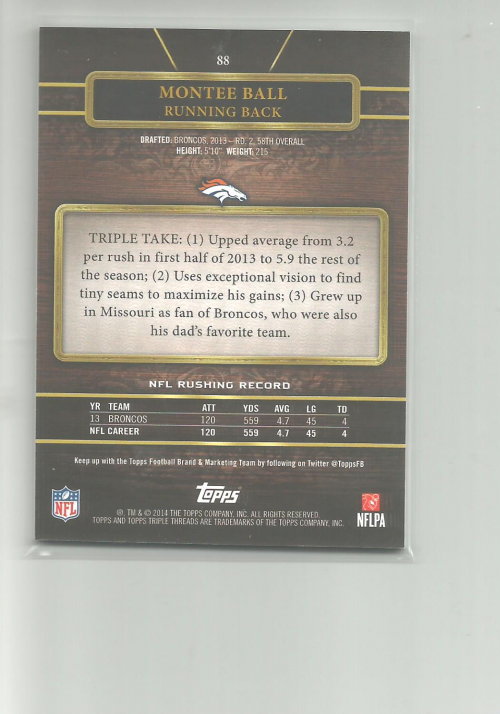 88
MONTEE BALL
RUNNING BACK
DRAFTED: BRONCOS, 2013 – RD. 2, 58TH OVERALL
HEIGHT: 5'10" WEIGHT: 215
TRIPLE TAKE: (1) Upped average from 3.2
per rush in first half of 2013 to 5.9 the rest of
the season; (2) Uses exceptional vision to find
tiny seams to maximize his gains; (3) Grew up
in Missouri as fan of Broncos, who were also
his dad's favorite team.
NFL RUSHING RECORD
YR TEAM ATT YDS AVG LG TD
13 BRONCOS 120 559 4.7 45 4
NFL CAREER 120 559 4.7 45 4
Keep up with the Topps Football Brand & Marketing Team by following on Twitter @ToppsFB
Topps
NFL
®, TM & © 2014 THE TOPPS COMPANY, INC. ALL RIGHTS RESERVED.
TOPPS AND TOPPS TRIPLE THREADS ARE TRADEMARKS OF THE TOPPS COMPANY, INC.
NFLPA